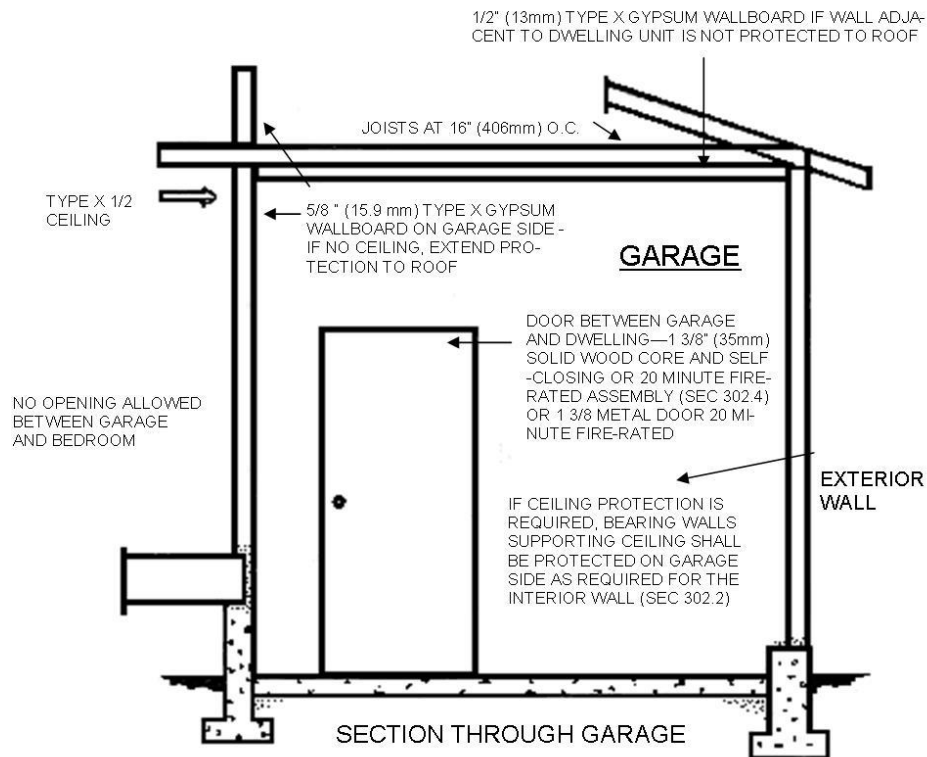 1/2" (13mm) TYPE X GYPSUM WALLBOARD IF WALL ADJA-
CENT TO DWELLING UNIT IS NOT PROTECTED TO ROOF
JOISTS AT 16" (406mm) O.C.
TYPE X 1/2
CEILING
5/8 " (15.9 mm) TYPE X GYPSUM
WALLBOARD ON GARAGE SIDE -
IF NO CEILING, EXTEND PRO-
TECTION TO ROOF
GARAGE
DOOR BETWEEN GARAGE
AND DWELLING—1 3/8" (35mm)
SOLID WOOD CORE AND SELF
-CLOSING OR 20 MINUTE FIRE-
RATED ASSEMBLY (SEC 302.4)
OR 1 3/8 METAL DOOR 20 MI-
NUTE FIRE-RATED
NO OPENING ALLOWED
BETWEEN GARAGE
AND BEDROOM
EXTERIOR
WALL
IF CEILING PROTECTION IS
REQUIRED, BEARING WALLS
SUPPORTING CEILING SHALL
BE PROTECTED ON GARAGE
SIDE AS REQUIRED FOR THE
INTERIOR WALL (SEC 302.2)
SECTION THROUGH GARAGE